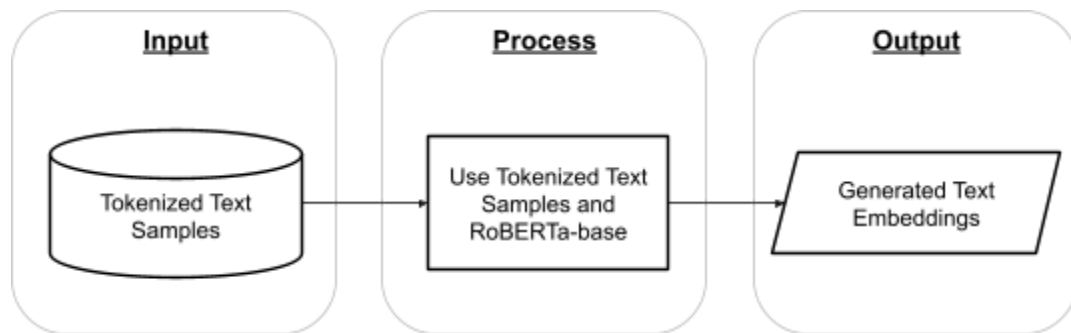 Input
Process
Output
Tokenized Text
Samples
Use Tokenized Text
Samples and
RoBERTa-base
Generated Text
Embeddings